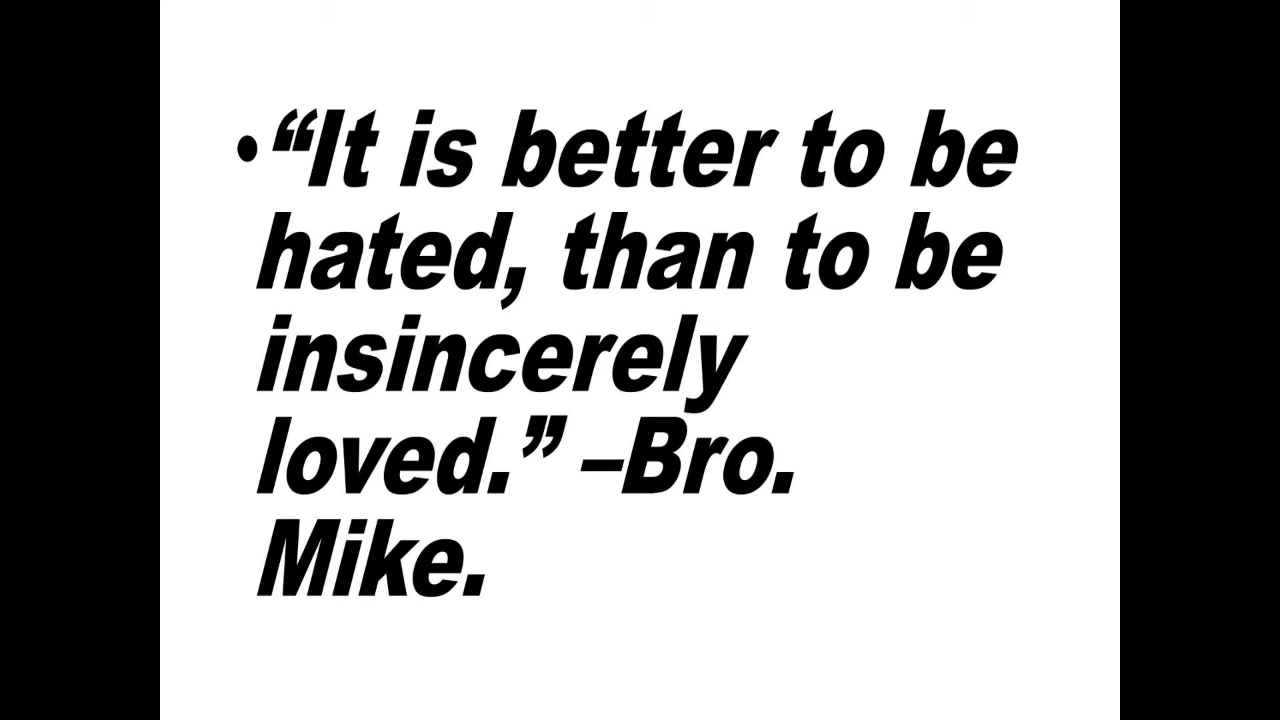 •“It is better to be
hated, than to be
insincerely
loved.” –Bro.
Mike.